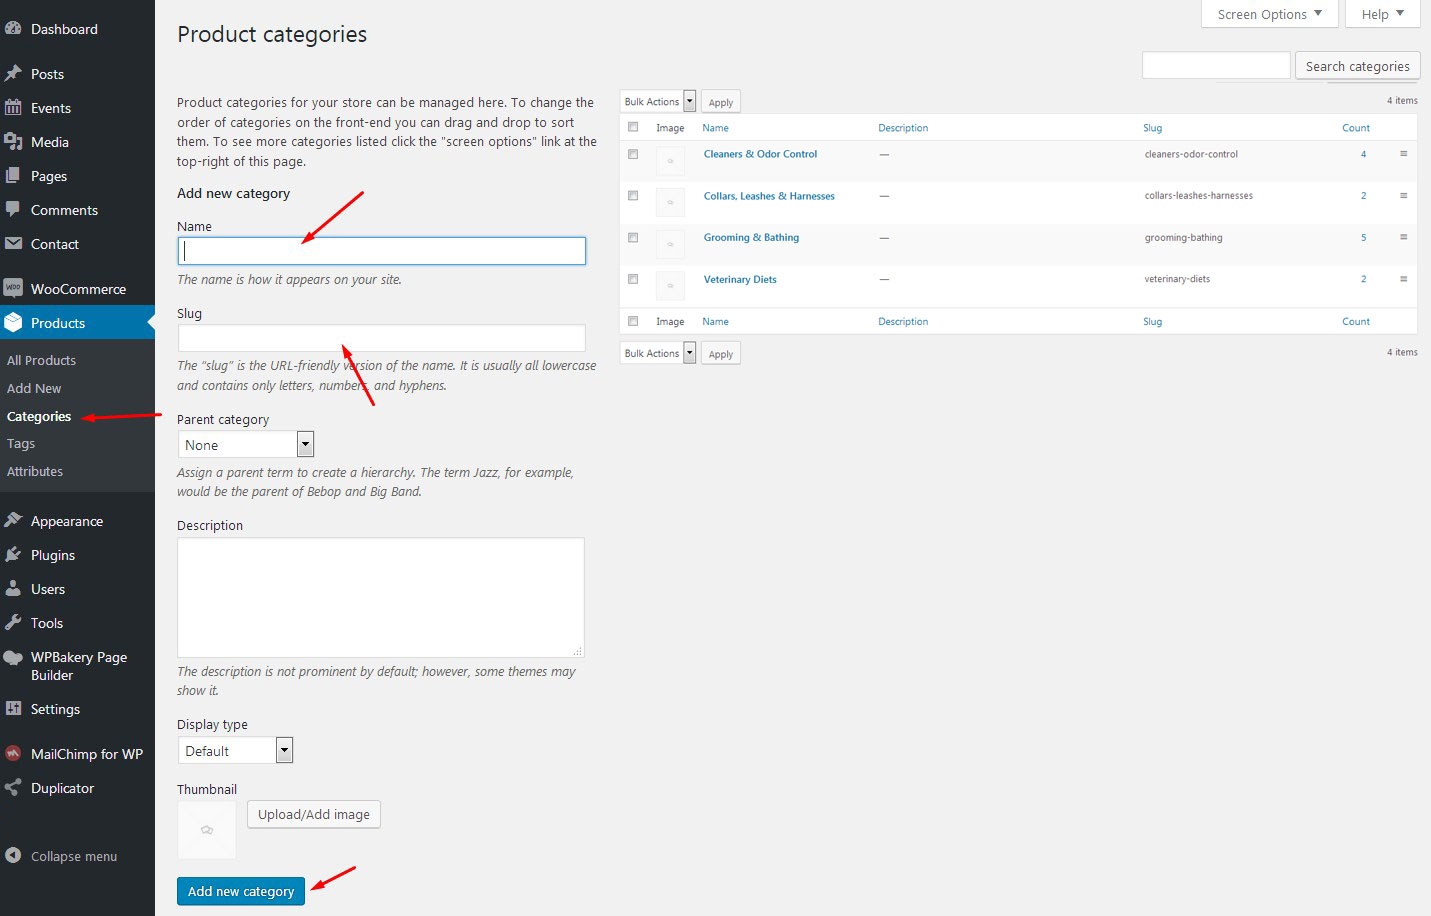 Dashboard
Posts
Events
Media
Pages
Comments
Contact
WOO
WooCommerce
Products
All Products
Add New
Categories
Tags
Attributes
Appearance
Plugins
Users
Tools
WPBakery Page
Builder
Settings
MailChimp for WP
Duplicator
Collapse menu
Screen Options
Help
Product categories
Search categories
Product categories for your store can be managed here. To change the
order of categories on the front-end you can drag and drop to sort
them. To see more categories listed click the "screen options" link at the
top-right of this page.
Add new category
Name
The name is how it appears on your site.
Slug
The “slug” is the URL-friendly version of the name. It is usually all lowercase
and contains only letters, numbers, and hyphens.
Parent category
None
Assign a parent term to create a hierarchy. The term Jazz, for example,
would be the parent of Bebop and Big Band.
Description
The description is not prominent by default; however, some themes may
show it.
Display type
Default
Thumbnail
Upload/Add image
Add new category
Bulk Actions Apply 4 items
Image Name Description Slug Count
Cleaners & Odor Control — cleaners-odor-control 4
Collars, Leashes & Harnesses — collars-leashes-harnesses 2
Grooming & Bathing — grooming-bathing 5
Veterinary Diets — veterinary-diets 2
Image Name Description Slug Count
Bulk Actions Apply 4 items